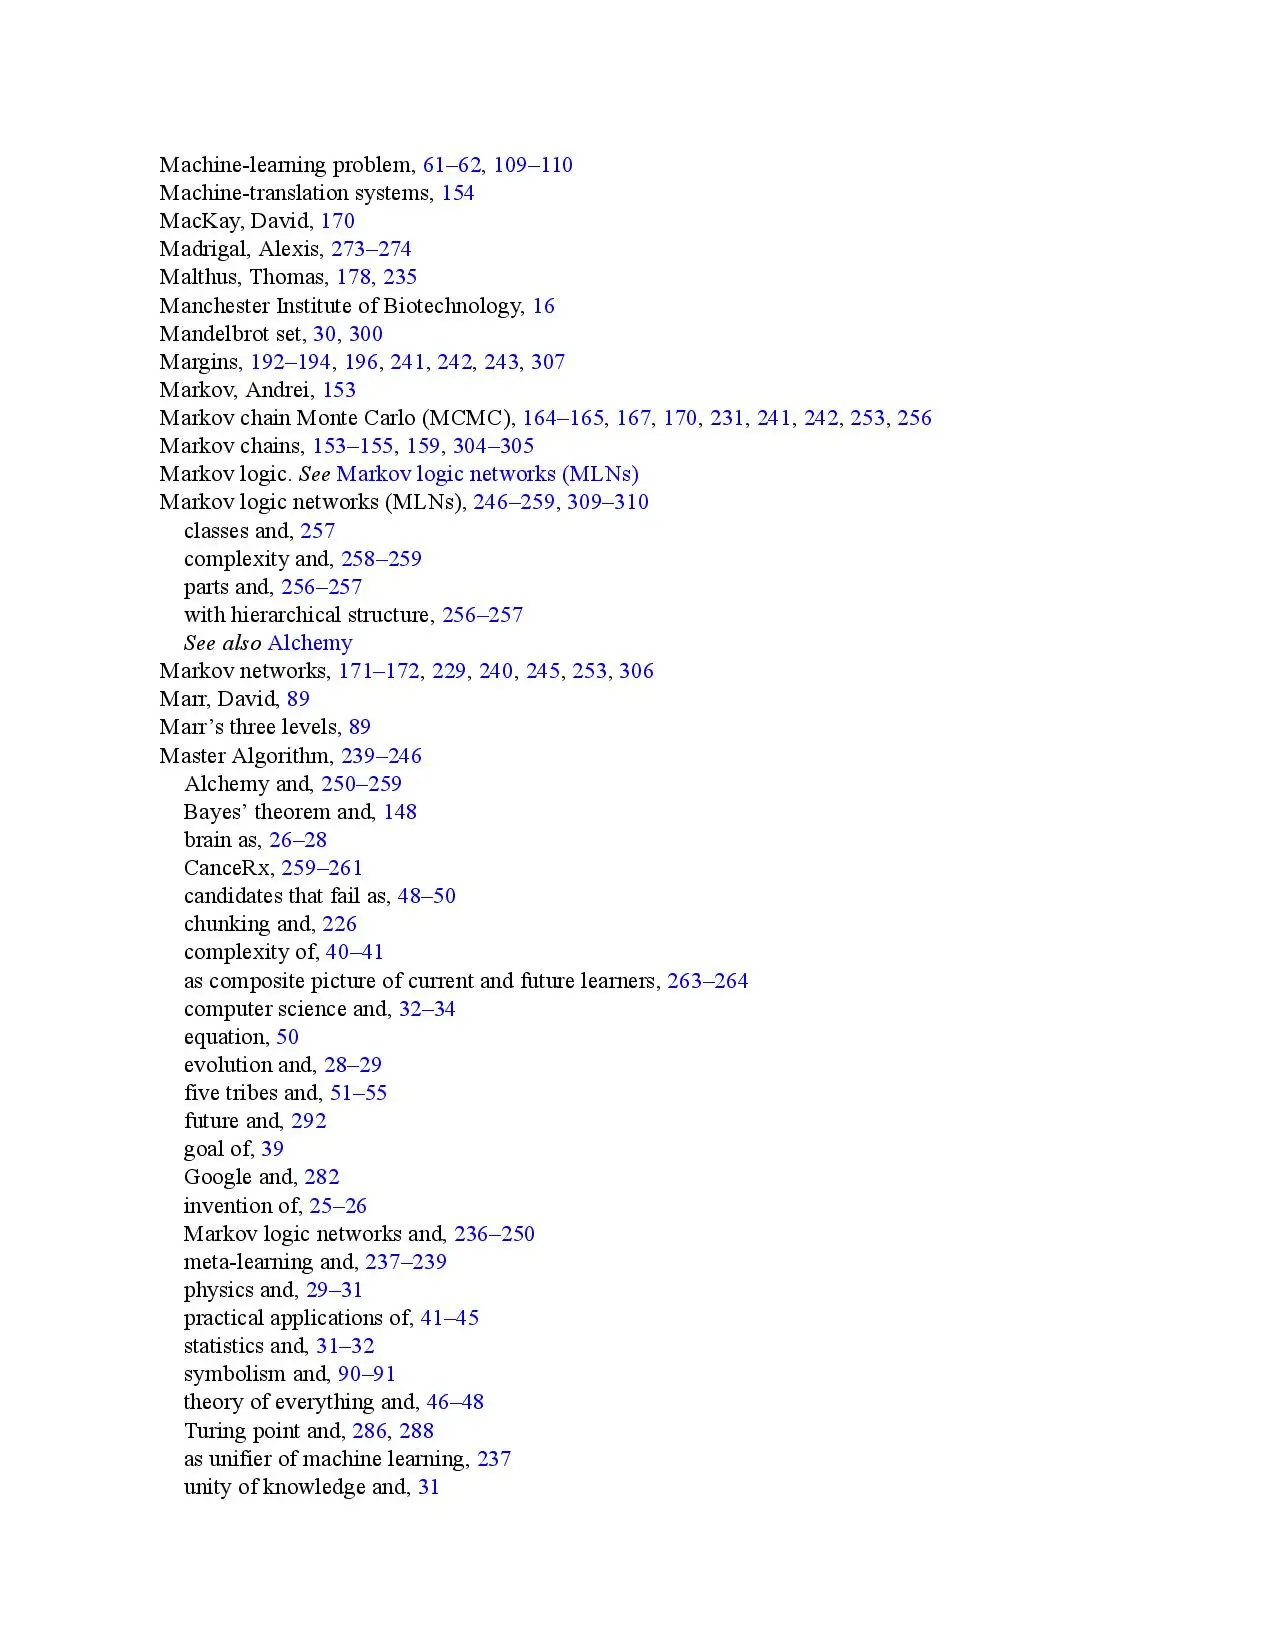 Machine-learning problem, 61–62, 109–110
Machine-translation systems, 154
MacKay, David, 170
Madrigal, Alexis, 273–274
Malthus, Thomas, 178, 235
Manchester Institute of Biotechnology, 16
Mandelbrot set, 30, 300
Margins, 192–194, 196, 241, 242, 243, 307
Markov, Andrei, 153
Markov chain Monte Carlo (MCMC), 164–165, 167, 170, 231, 241, 242, 253, 256
Markov chains, 153–155, 159, 304–305
Markov logic. See Markov logic networks (MLNs)
Markov logic networks (MLNs), 246–259, 309–310
classes and, 257
complexity and, 258–259
parts and, 256–257
with hierarchical structure, 256–257
See also Alchemy
Markov networks, 171–172, 229, 240, 245, 253, 306
Marr, David, 89
Marr’s three levels, 89
Master Algorithm, 239–246
Alchemy and, 250–259
Bayes’ theorem and, 148
brain as, 26–28
CanceRx, 259–261
candidates that fail as, 48–50
chunking and, 226
complexity of, 40–41
as composite picture of current and future learners, 263–264
computer science and, 32–34
equation, 50
evolution and, 28–29
five tribes and, 51–55
future and, 292
goal of, 39
Google and, 282
invention of, 25–26
Markov logic networks and, 236–250
meta-learning and, 237–239
physics and, 29–31
practical applications of, 41–45
statistics and, 31–32
symbolism and, 90–91
theory of everything and, 46–48
Turing point and, 286, 288
as unifier of machine learning, 237
unity of knowledge and, 31